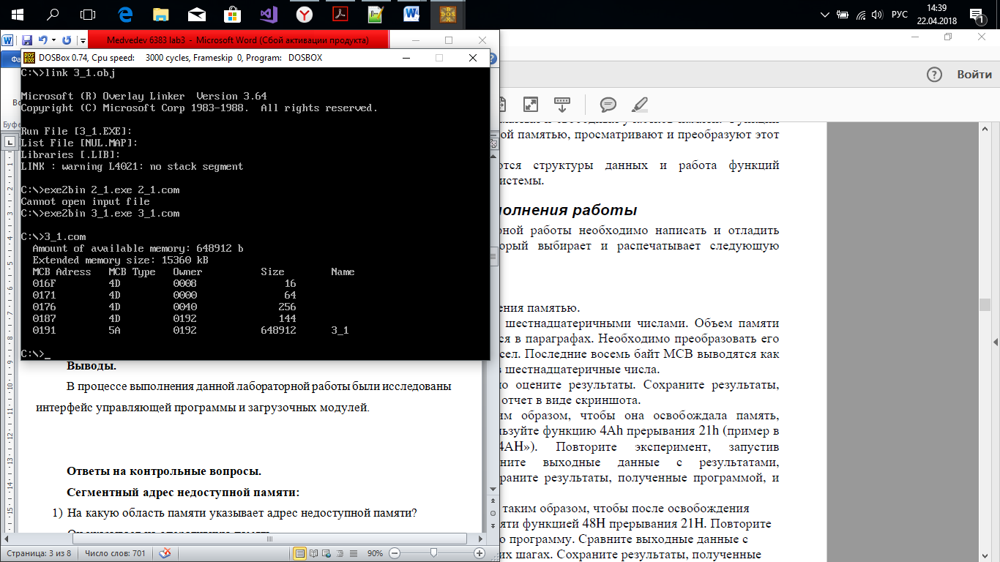 РУС
14:39
22.04.2018
1
Medvedev 6383 lab3 - Microsoft Word (Сбой активации продукта)
DOSBox 0.74, Cpu speed: 3000 cycles, Frameskip 0, Program: DOSBOX
C:\>link 3_1.obj
Microsoft (R) Overlay Linker Version 3.64
Copyright (C) Microsoft Corp 1983-1988. All rights reserved.
Run File [3_1.EXE]:
List File [NUL.MAP]:
Libraries [.LIB]:
LINK : warning L4021: no stack segment
C:\>exe2bin 2_1.exe 2_1.com
Cannot open input file
C:\>exe2bin 3_1.exe 3_1.com
C:\>3_1.com
Amount of available memory: 648912 b
Extended memory size: 15360 kB
MCB Adress MCB Type Owner Size Name
016F 4D 0008 16
0171 4D 0000 64
0176 4D 0040 256
0187 4D 0192 144
0191 5A 0192 648912 3_1
C:\>_
Выводы.
В процессе выполнения данной лабораторной работы были исследованы
интерфейс управляющей программы и загрузочных модулей.
Ответы на контрольные вопросы.
Сегментный адрес недоступной памяти:
1) На какую область памяти указывает адрес недоступной памяти?
Страница: 3 из 8
Число слов: 701
90%
Войти
ой памятью, просматривают и преобразуют этот
тся структуры данных и работа функций
истемы.
полнения работы
рной работы необходимо написать и отладить
орый выбирает и распечатывает следующую
ения памятью.
шестнадцатеричными числами. Объем памяти
ся в параграфах. Необходимо преобразовать его
сел. Последние восемь байт МСВ выводятся как
в шестнадцатеричные числа.
но оцените результаты. Сохраните результаты,
отчет в виде скриншота.
им образом, чтобы она освобождала память,
ьзуйте функцию 4Ah прерывания 21h (пример в
4АН»). Повторите эксперимент, запустив
ните выходные данные с результатами,
раните результаты, полученные программой, и
таким образом, чтобы после освобождения
яти функцией 48Н прерывания 21Н. Повторите
ю программу. Сравните выходные данные с
их шагах. Сохраните результаты, полученные